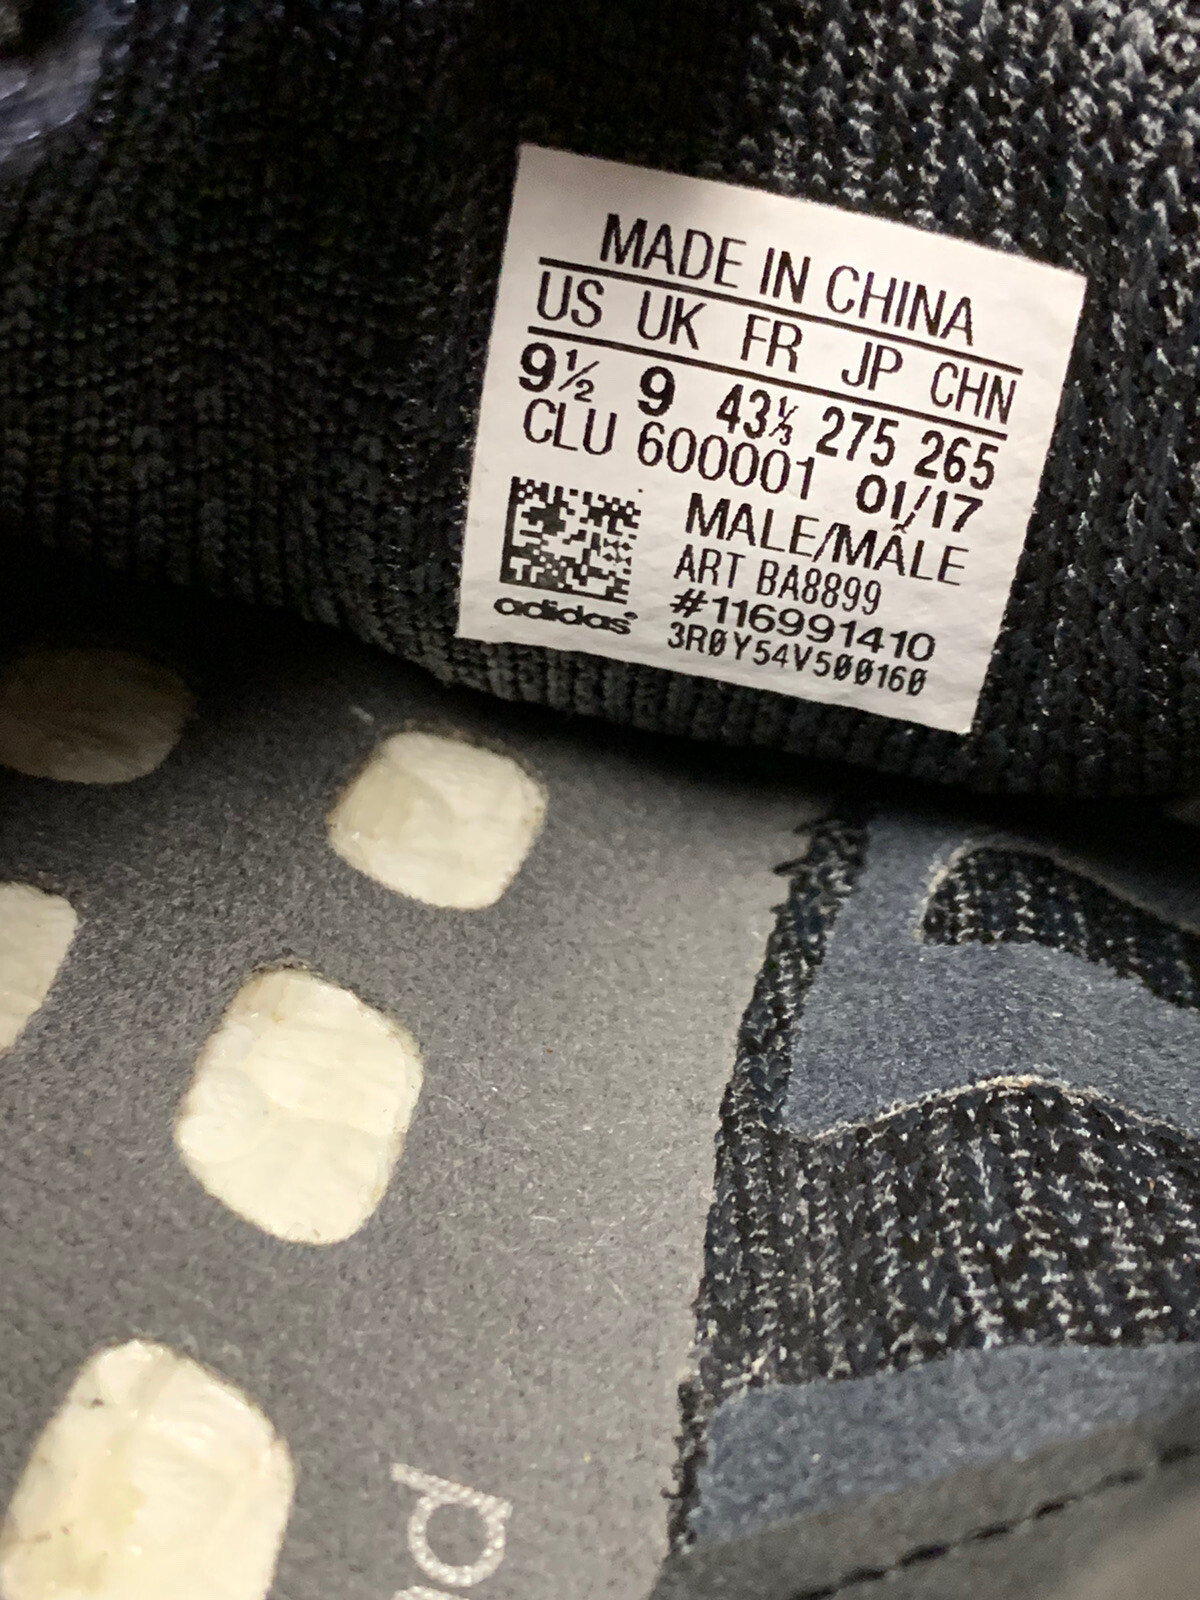 MADE IN CHINA
US UK FR JP CHN
9½ 9 43⅓ 275 265
CLU 600001 01/17
MALE/MÂLE
ART BA8899
#116991410
3R0Y54V500160
adidas